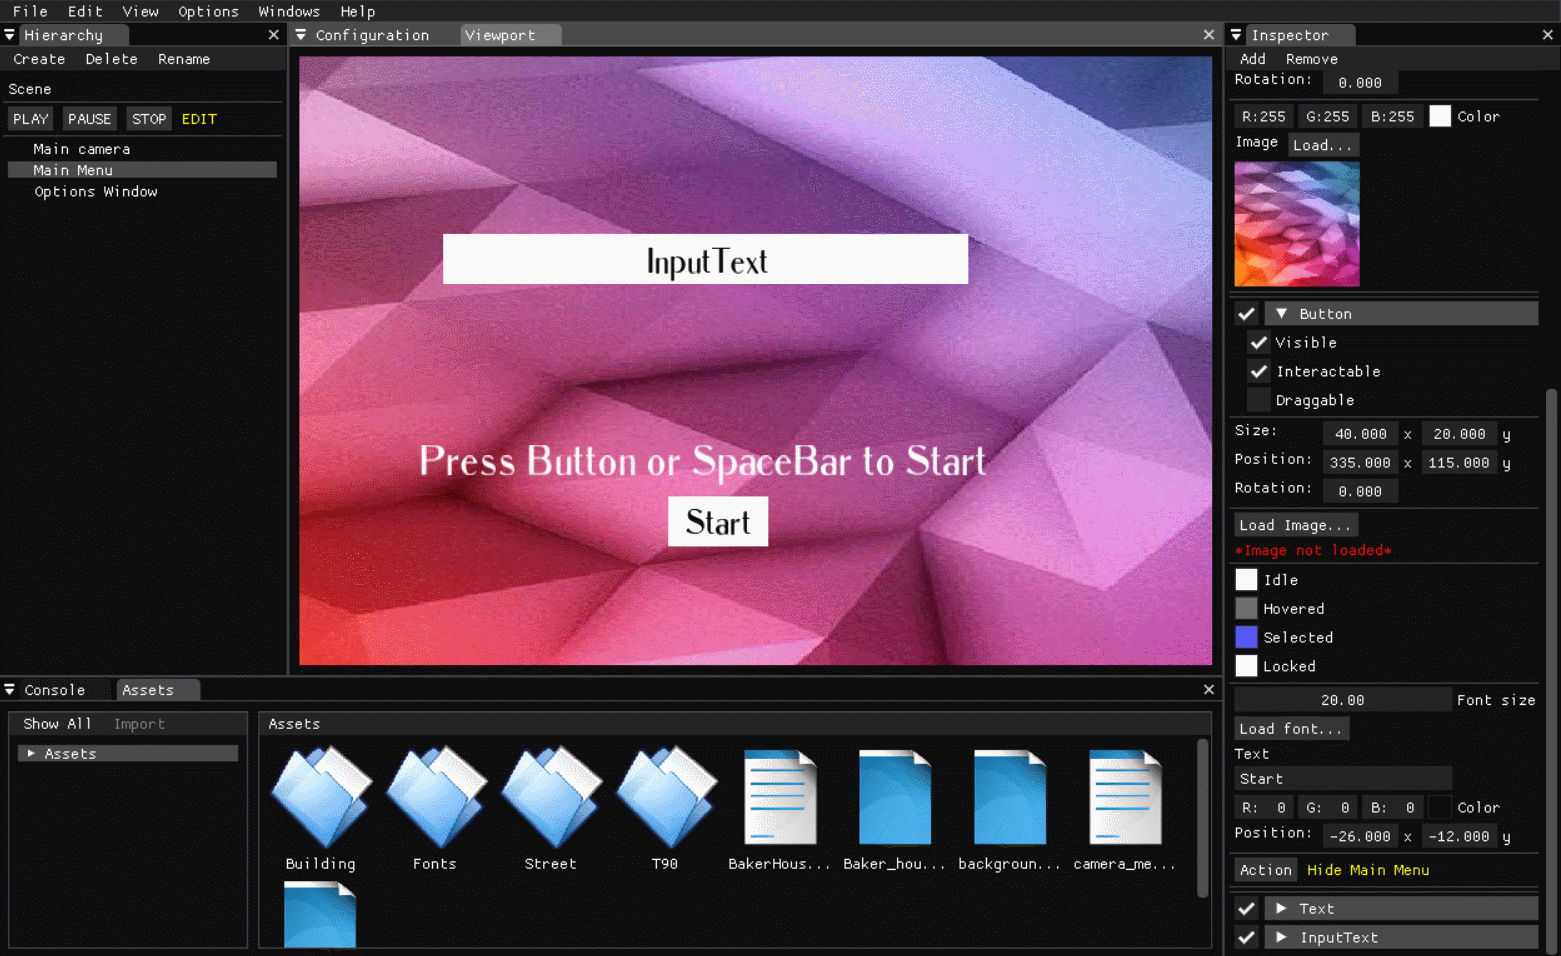 File Edit View Options Windows Help
Hierarchy
Create Delete Rename
Scene
PLAY PAUSE STOP EDIT
Main camera
Main Menu
Options Window
Configuration Viewport
InputText
Press Button or SpaceBar to Start
Start
Console Assets
Show All Import
Assets
Assets
Building Fonts Street T90 BakerHous... Baker_hou... backgroun... camera_me...
Inspector
Add Remove
Rotation: 0.000
R:255 G:255 B:255 Color
Image Load...
Button
Visible
Interactable
Draggable
Size: 40.000 x 20.000 y
Position: 335.000 x 115.000 y
Rotation: 0.000
Load Image...
*Image not loaded*
Idle
Hovered
Selected
Locked
20.00 Font size
Load font...
Text
Start
R: 0 G: 0 B: 0 Color
Position: -26.000 x -12.000 y
Action Hide Main Menu
Text
InputText